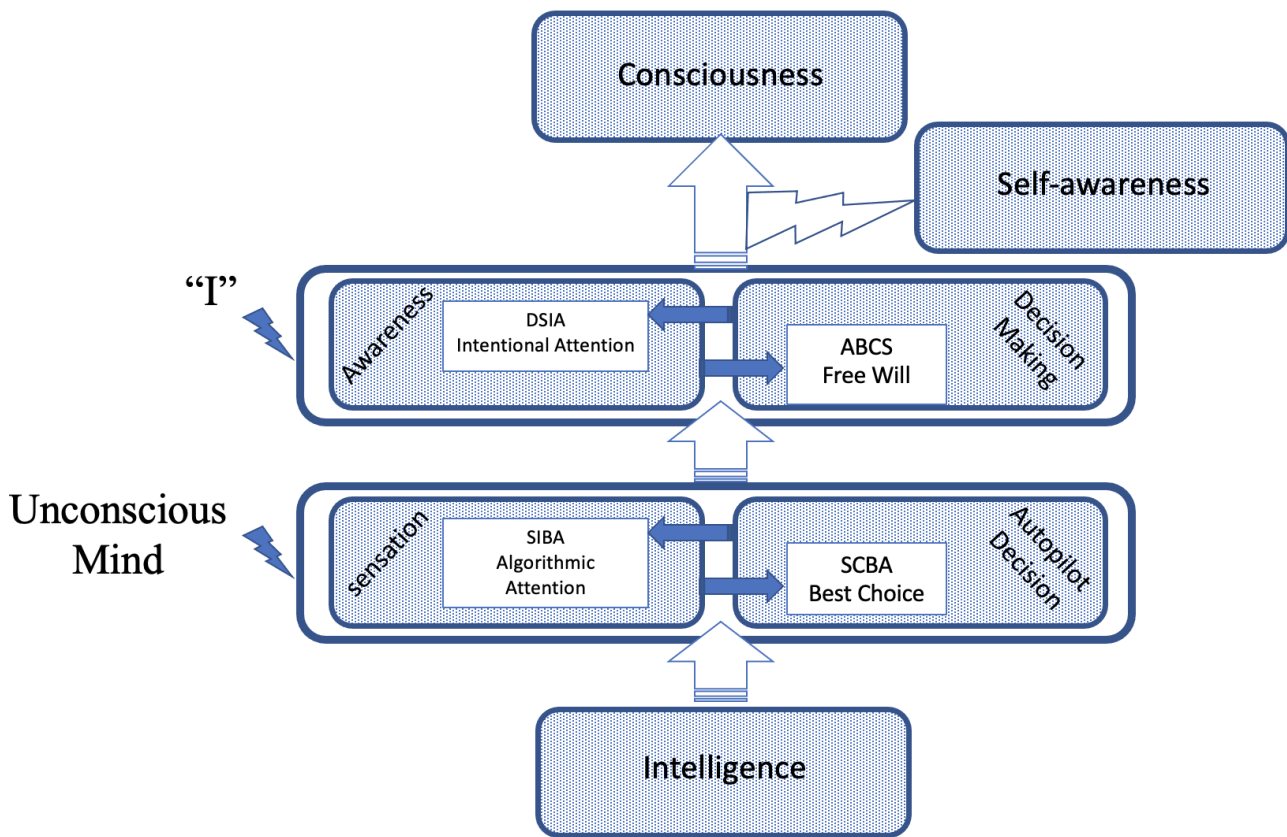 Consciousness
Self-awareness
“I”
Awareness
DSIA
Intentional Attention
ABCS
Free Will
Decision
Making
Unconscious
Mind
sensation
SIBA
Algorithmic
Attention
SCBA
Best Choice
Autopilot
Decision
Intelligence